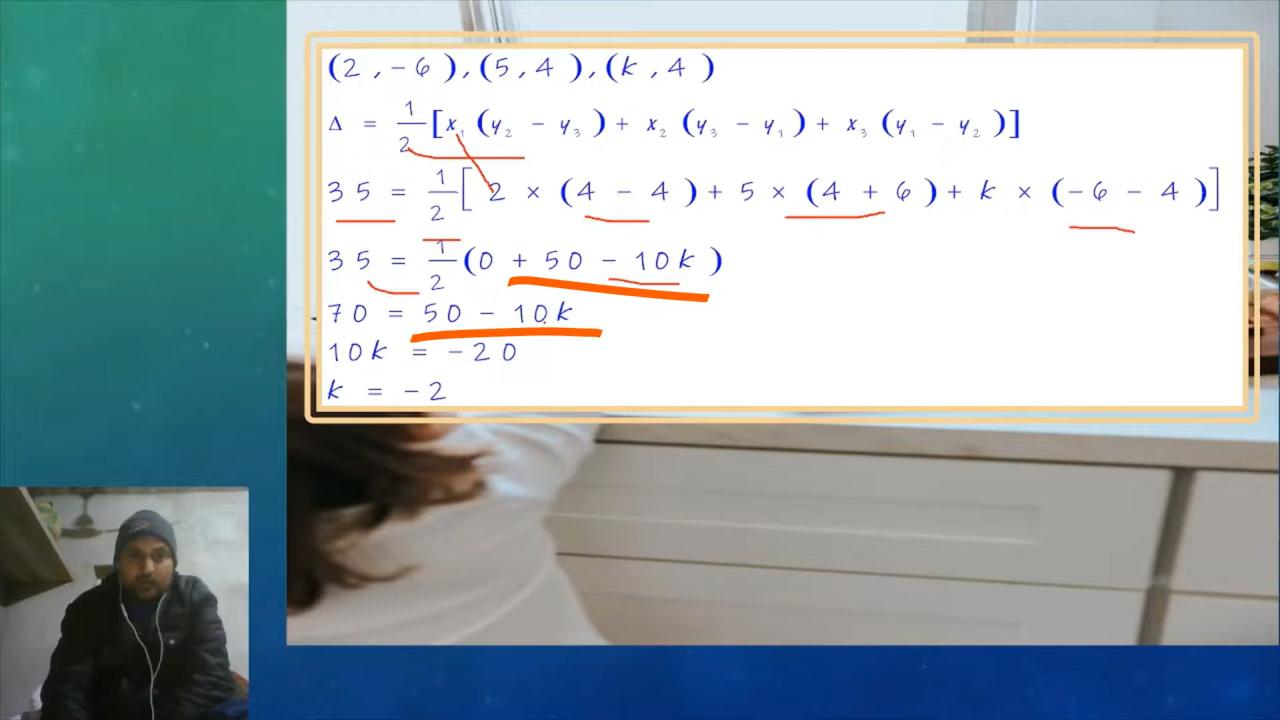 (2, -6), (5, 4), (k, 4)
Δ = 1/2 [x₁ (y₂ - y₃) + x₂ (y₃ - y₁) + x₃ (y₁ - y₂)]
35 = 1/2 [2 × (4 - 4) + 5 × (4 + 6) + k × (-6 - 4)]
35 = 1/2 (0 + 50 - 10k)
70 = 50 - 10k
10k = -20
k = -2